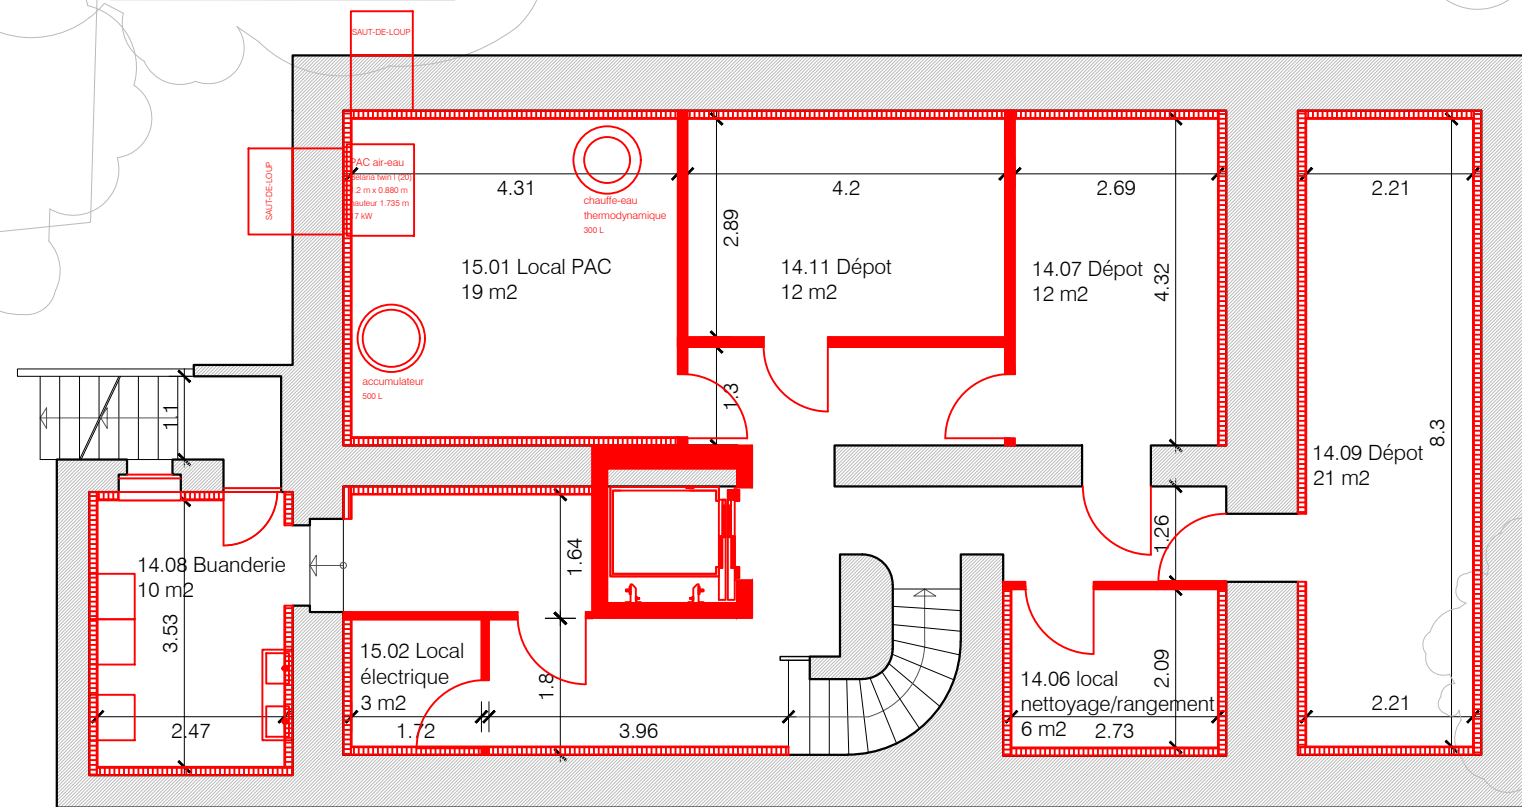 SAUT-DE-LOUP
SAUT-DE-LOUP
PAC air-eau
Belaria twin I (20)
1.2 m x 0.880 m
hauteur 1.735 m
7 kW
chauffe-eau
thermodynamique
300 L
4.31
4.2
2.69
2.21
2.89
15.01 Local PAC
19 m2
14.11 Dépot
12 m2
14.07 Dépot
12 m2
4.32
accumulateur
500 L
1.3
1.1
8.3
14.09 Dépot
21 m2
14.08 Buanderie
10 m2
1.64
1.26
3.53
15.02 Local
électrique
3 m2
1.8
14.06 local
nettoyage/rangement
6 m2
2.09
2.47
1.72
3.96
2.73
2.21